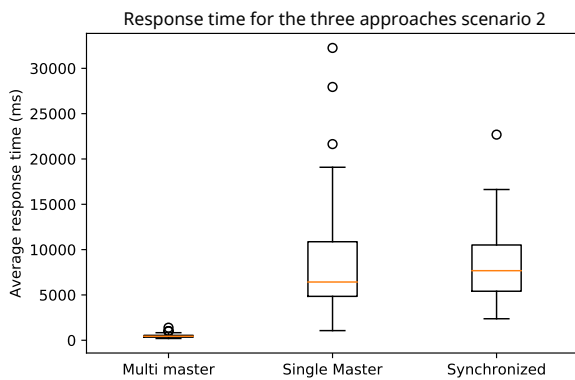 Response time for the three approaches scenario 2
Average response time (ms)
30000
25000
20000
15000
10000
5000
0
Multi master Single Master Synchronized